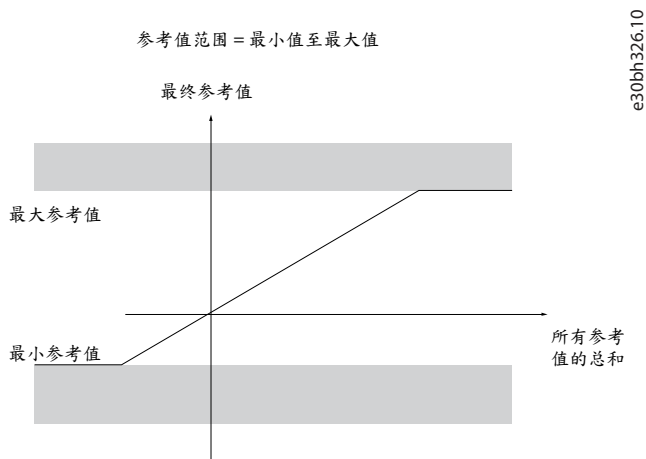 e30bh326.10
参考值范围 = 最小值至最大值
最终参考值
最大参考值
最小参考值
所有参考
值的总和